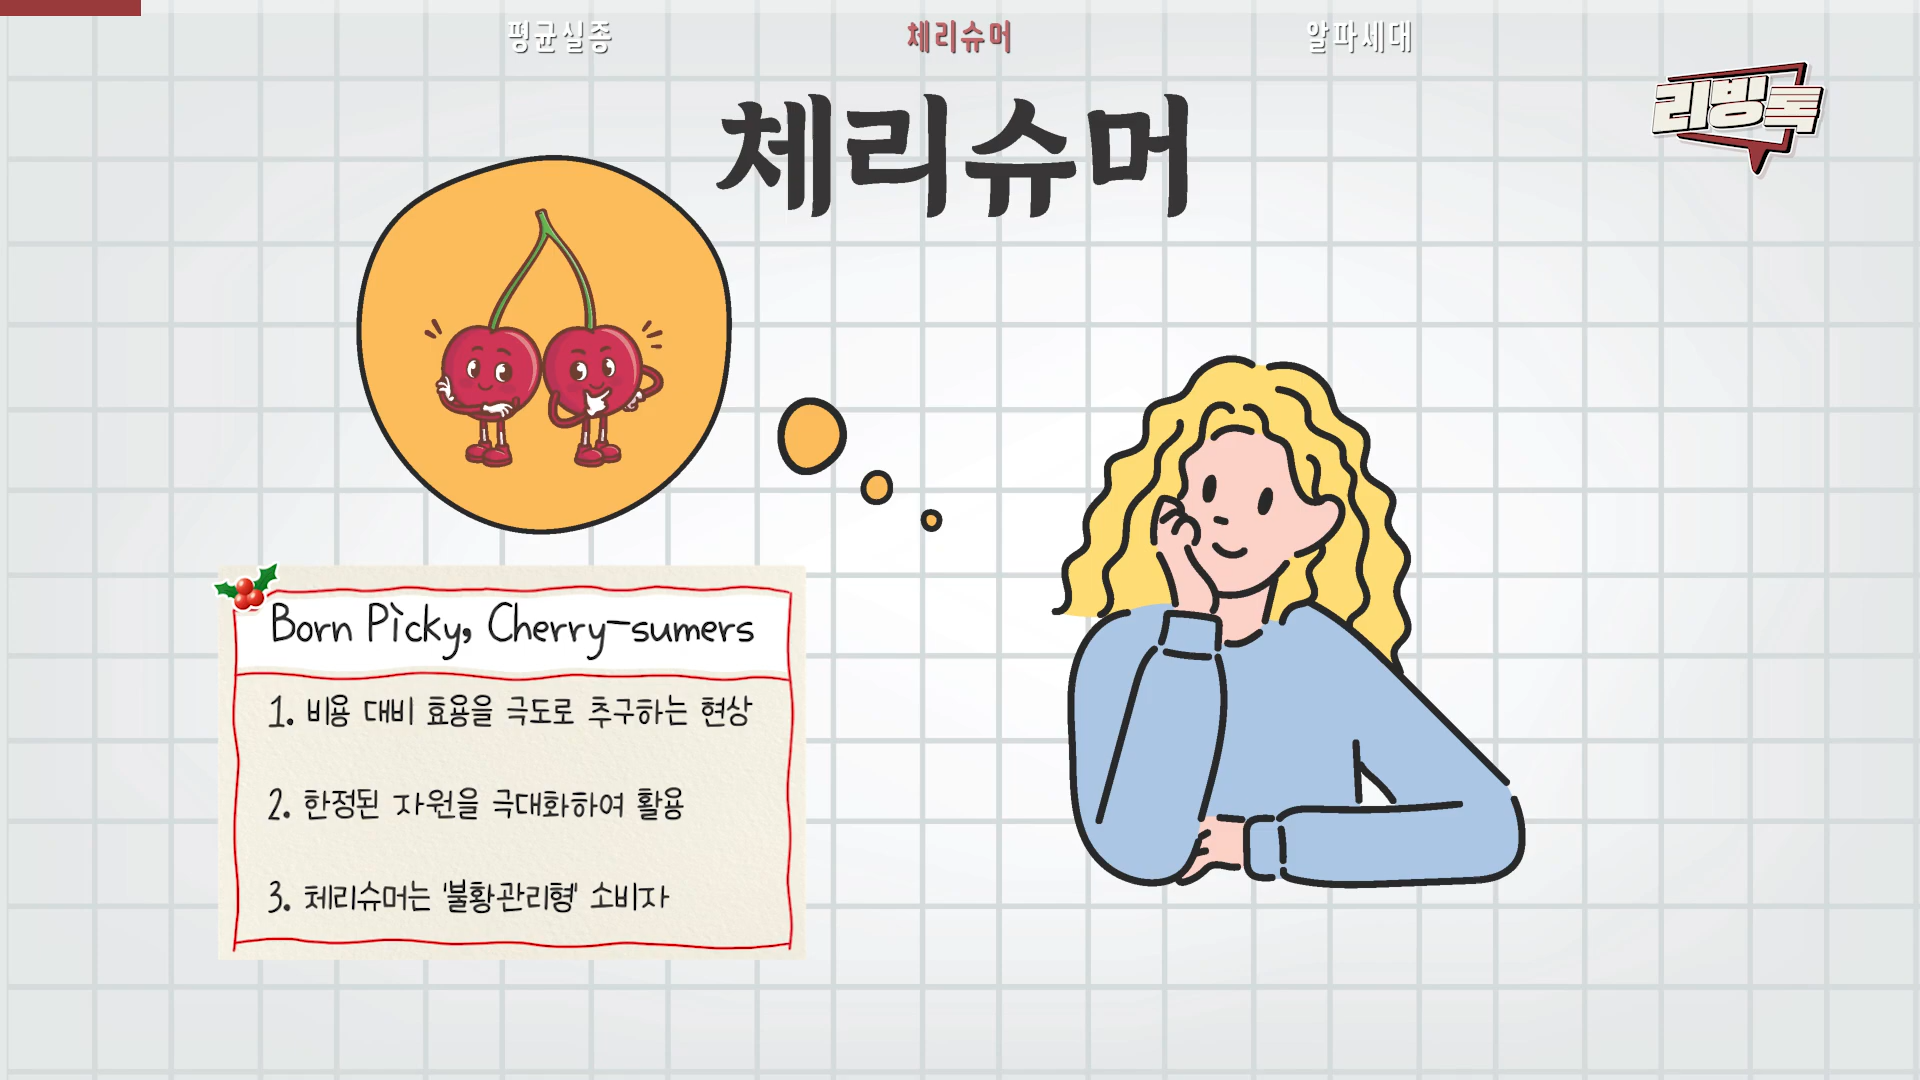 평균실종
체리슈머
알파세대
리빙톡
체리슈머
Born Picky, Cherry-sumers
1. 비용 대비 효용을 극도로 추구하는 현상
2. 한정된 자원을 극대화하여 활용
3. 체리슈머는 '불황관리형' 소비자